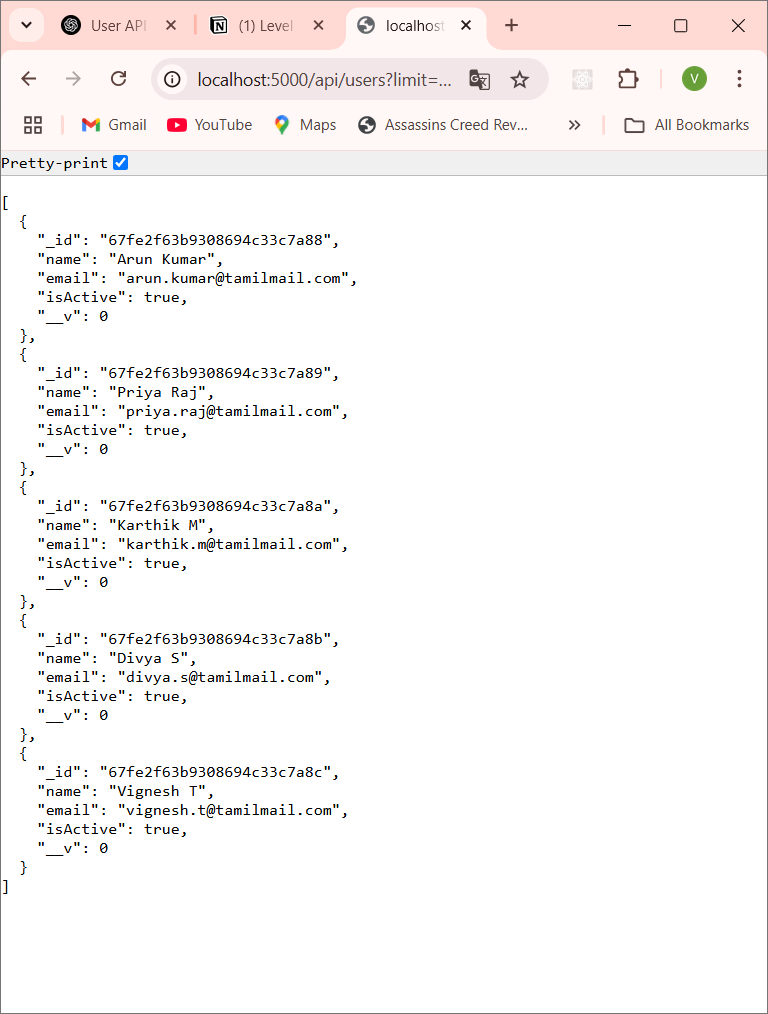 User API
(1) Level
localhost:
localhost:5000/api/users?limit=...
V
Gmail
YouTube
Maps
Assassins Creed Rev...
»
All Bookmarks
Pretty-print
[
  {
    "_id": "67fe2f63b9308694c33c7a88",
    "name": "Arun Kumar",
    "email": "arun.kumar@tamilmail.com",
    "isActive": true,
    "__v": 0
  },
  {
    "_id": "67fe2f63b9308694c33c7a89",
    "name": "Priya Raj",
    "email": "priya.raj@tamilmail.com",
    "isActive": true,
    "__v": 0
  },
  {
    "_id": "67fe2f63b9308694c33c7a8a",
    "name": "Karthik M",
    "email": "karthik.m@tamilmail.com",
    "isActive": true,
    "__v": 0
  },
  {
    "_id": "67fe2f63b9308694c33c7a8b",
    "name": "Divya S",
    "email": "divya.s@tamilmail.com",
    "isActive": true,
    "__v": 0
  },
  {
    "_id": "67fe2f63b9308694c33c7a8c",
    "name": "Vignesh T",
    "email": "vignesh.t@tamilmail.com",
    "isActive": true,
    "__v": 0
  }
]